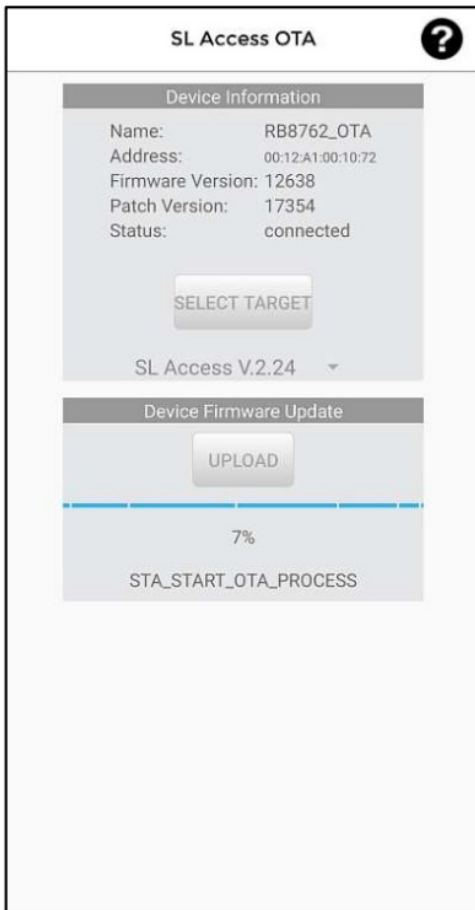 SL Access OTA ?
Device Information
Name: RB8762_OTA
Address: 00:12:A1:00:10:72
Firmware Version: 12638
Patch Version: 17354
Status: connected
SELECT TARGET
SL Access V.2.24
Device Firmware Update
UPLOAD
7%
STA_START_OTA_PROCESS